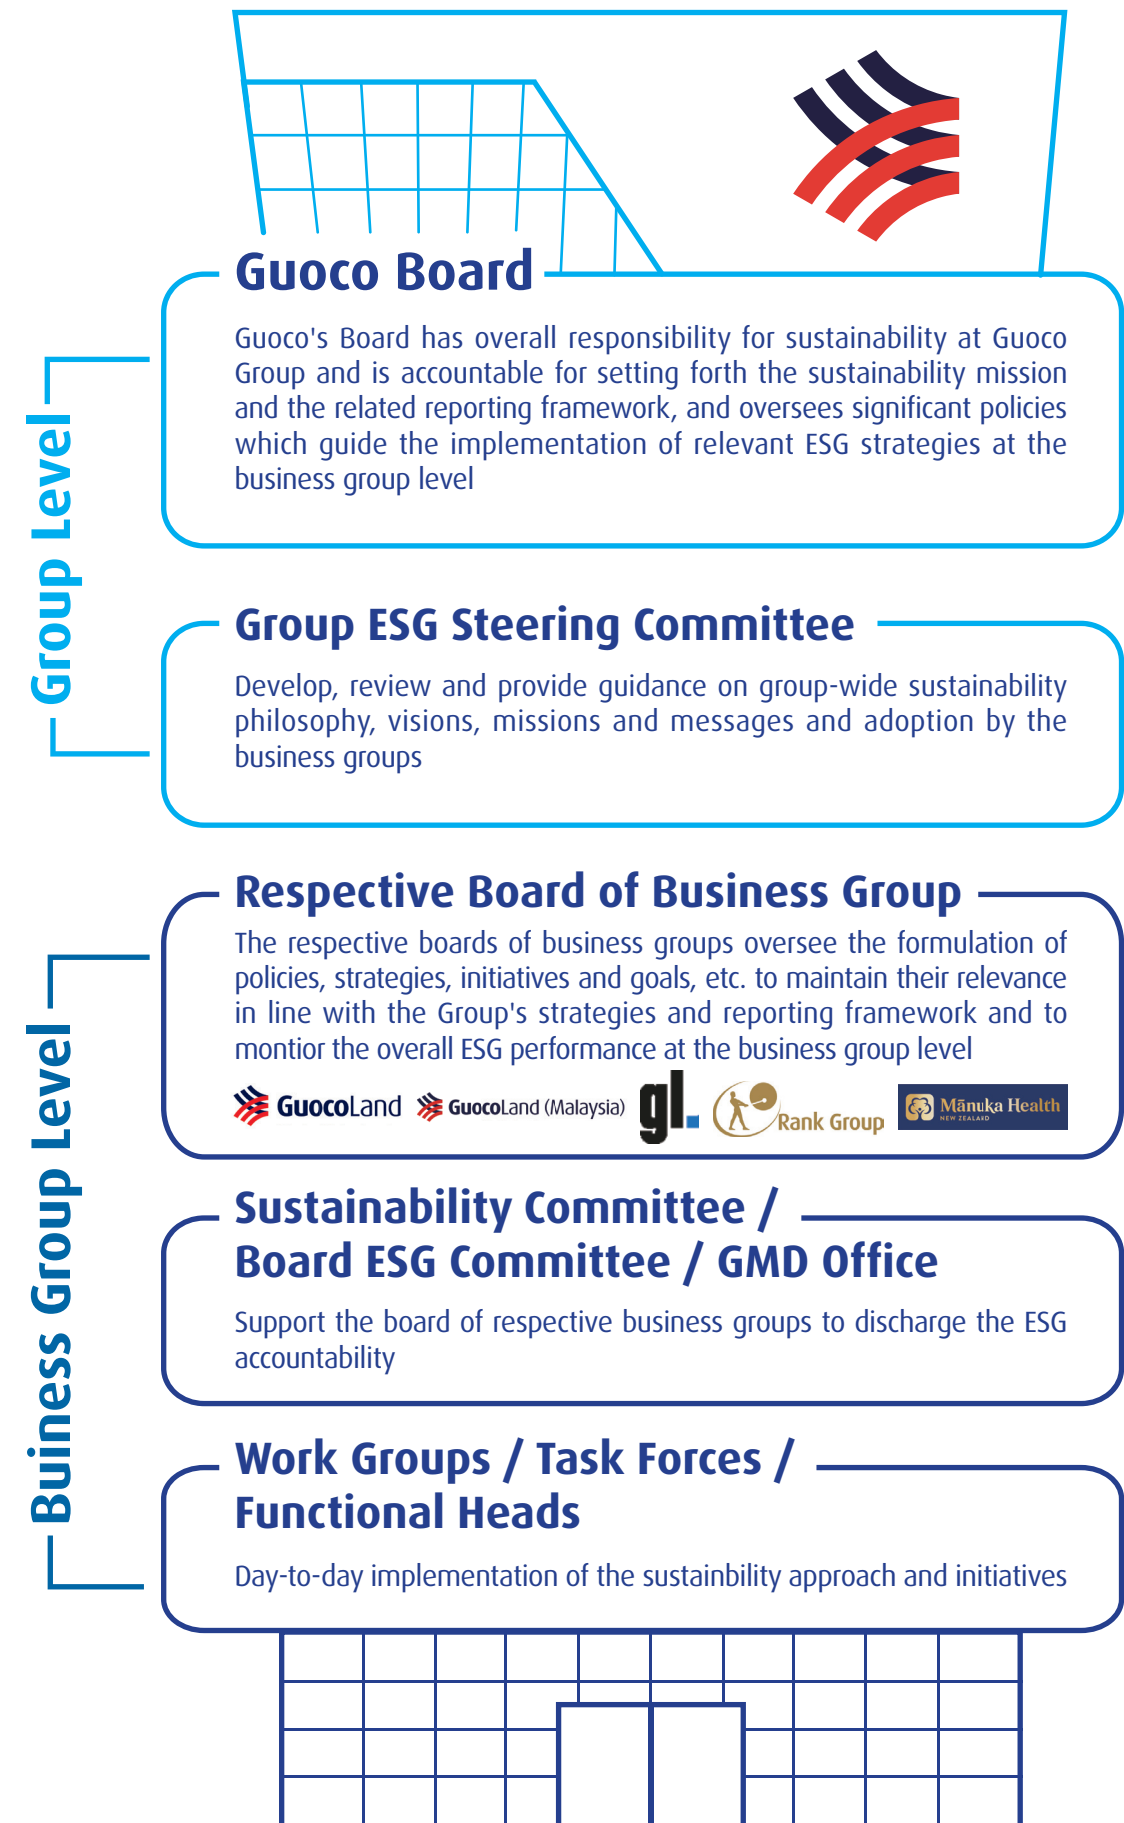 Guoco Board
Guoco's Board has overall responsibility for sustainability at Guoco
Group and is accountable for setting forth the sustainability mission
and the related reporting framework, and oversees significant policies
which guide the implementation of relevant ESG strategies at the
business group level
Group Level
Group ESG Steering Committee
Develop, review and provide guidance on group-wide sustainability
philosophy, visions, missions and messages and adoption by the
business groups
Respective Board of Business Group
The respective boards of business groups oversee the formulation of
policies, strategies, initiatives and goals, etc. to maintain their relevance
in line with the Group's strategies and reporting framework and to
montior the overall ESG performance at the business group level
GuocoLand GuocoLand (Malaysia) gl. Rank Group Mānuka Health
NEW ZEALAND
Buiness Group Level
Sustainability Committee /
Board ESG Committee / GMD Office
Support the board of respective business groups to discharge the ESG
accountability
Work Groups / Task Forces /
Functional Heads
Day-to-day implementation of the sustainbility approach and initiatives